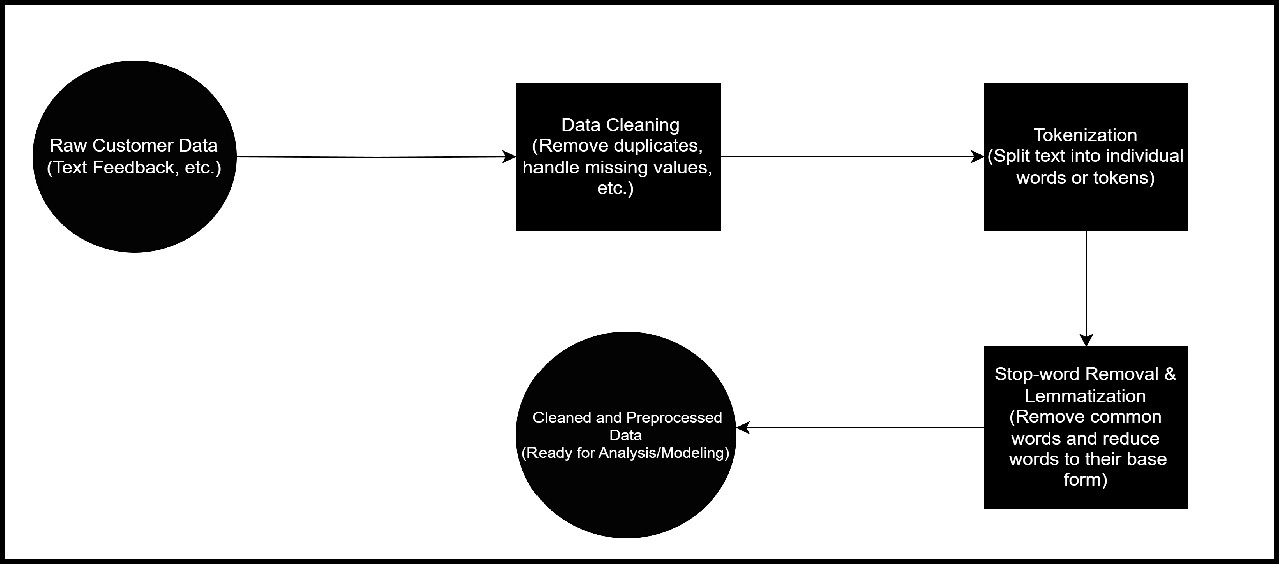 Raw Customer Data
(Text Feedback, etc.)
Data Cleaning
(Remove duplicates,
handle missing values,
etc.)
Tokenization
(Split text into individual
words or tokens)
Stop-word Removal &
Lemmatization
(Remove common
words and reduce
words to their base
form)
Cleaned and Preprocessed
Data
(Ready for Analysis/Modeling)